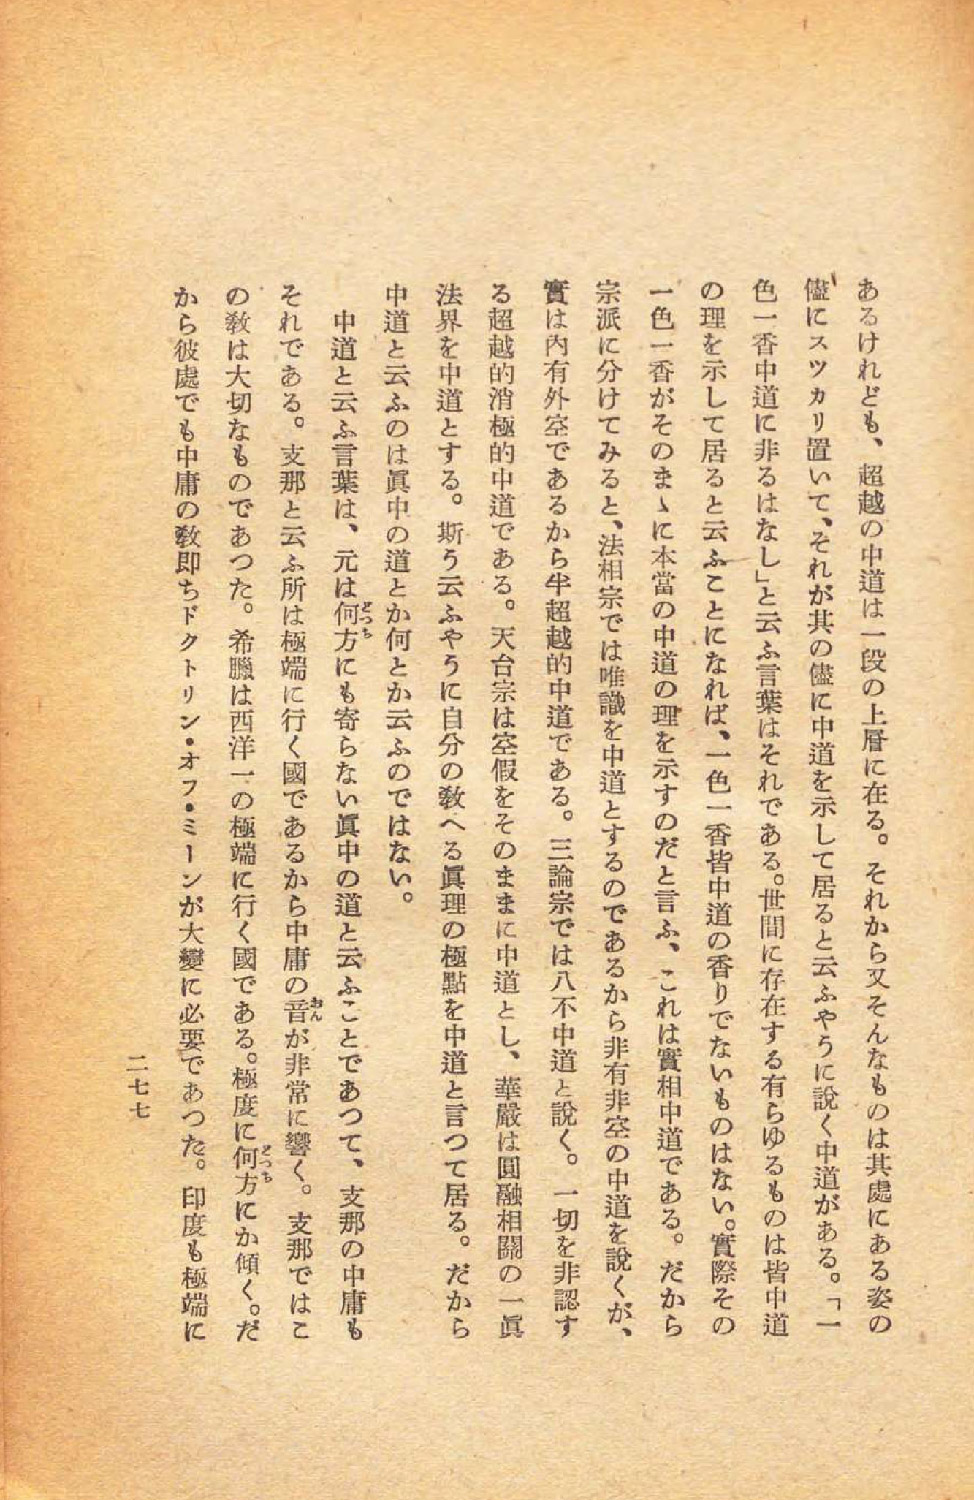 あるけれども、超越の中道は一段の上層に在る。それから又そんなものは其處にある姿の
儘にスツカリ置いて、それが其の儘に中道を示して居ると云ふやうに說く中道がある。「一
色一香中道に非るはなし」と云ふ言葉はそれである。世間に存在する有らゆるものは皆中道
の理を示して居ると云ふことになれば、一色一香皆中道の香りでないものはない。實際その
一色一香がそのまゝに本當の中道の理を示すのだと言ふ、これは實相中道である。だから
宗派に分けてみると、法相宗では唯識を中道とするのであるから非有非空の中道を說くが、
實は內有外空であるから半超越的中道である。三論宗では八不中道と說く。一切を非認す
る超越的消極的中道である。天台宗は空假をそのままに中道とし、華嚴は圓融相關の一眞
法界を中道とする。斯う云ふやうに自分の敎へる眞理の極點を中道と言つて居る。だから
中道と云ふのは眞中の道とか何とか云ふのではない。
中道と云ふ言葉は、元は何方にも寄らない眞中の道と云ふことであつて、支那の中庸も
どつち
それである。支那と云ふ所は極端に行く國であるから中庸の音が非常に響く。支那ではこ
おん
の敎は大切なものであつた。希臘は西洋一の極端に行く國である。極度に何方にか傾く。だ
どつち
から彼處でも中庸の敎卽ちドクトリン・オフ・ミーンが大變に必要であつた。印度も極端に
二七七